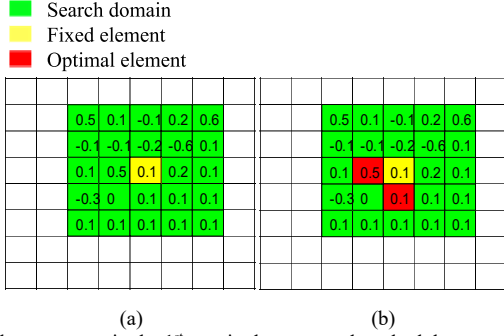 Search domain
Fixed element
Optimal element
0.5 0.1 -0.1 0.2 0.6 0.5 0.1 -0.1 0.2 0.6
-0.1 -0.1 -0.2 -0.6 0.1 -0.1 -0.1 -0.2 -0.6 0.1
0.1 0.5 0.1 0.2 0.1 0.1 0.5 0.1 0.2 0.1
-0.3 0 0.1 0.1 0.1 -0.3 0 0.1 0.1 0.1
0.1 0.1 0.1 0.1 0.1 0.1 0.1 0.1 0.1 0.1
(a) (b)